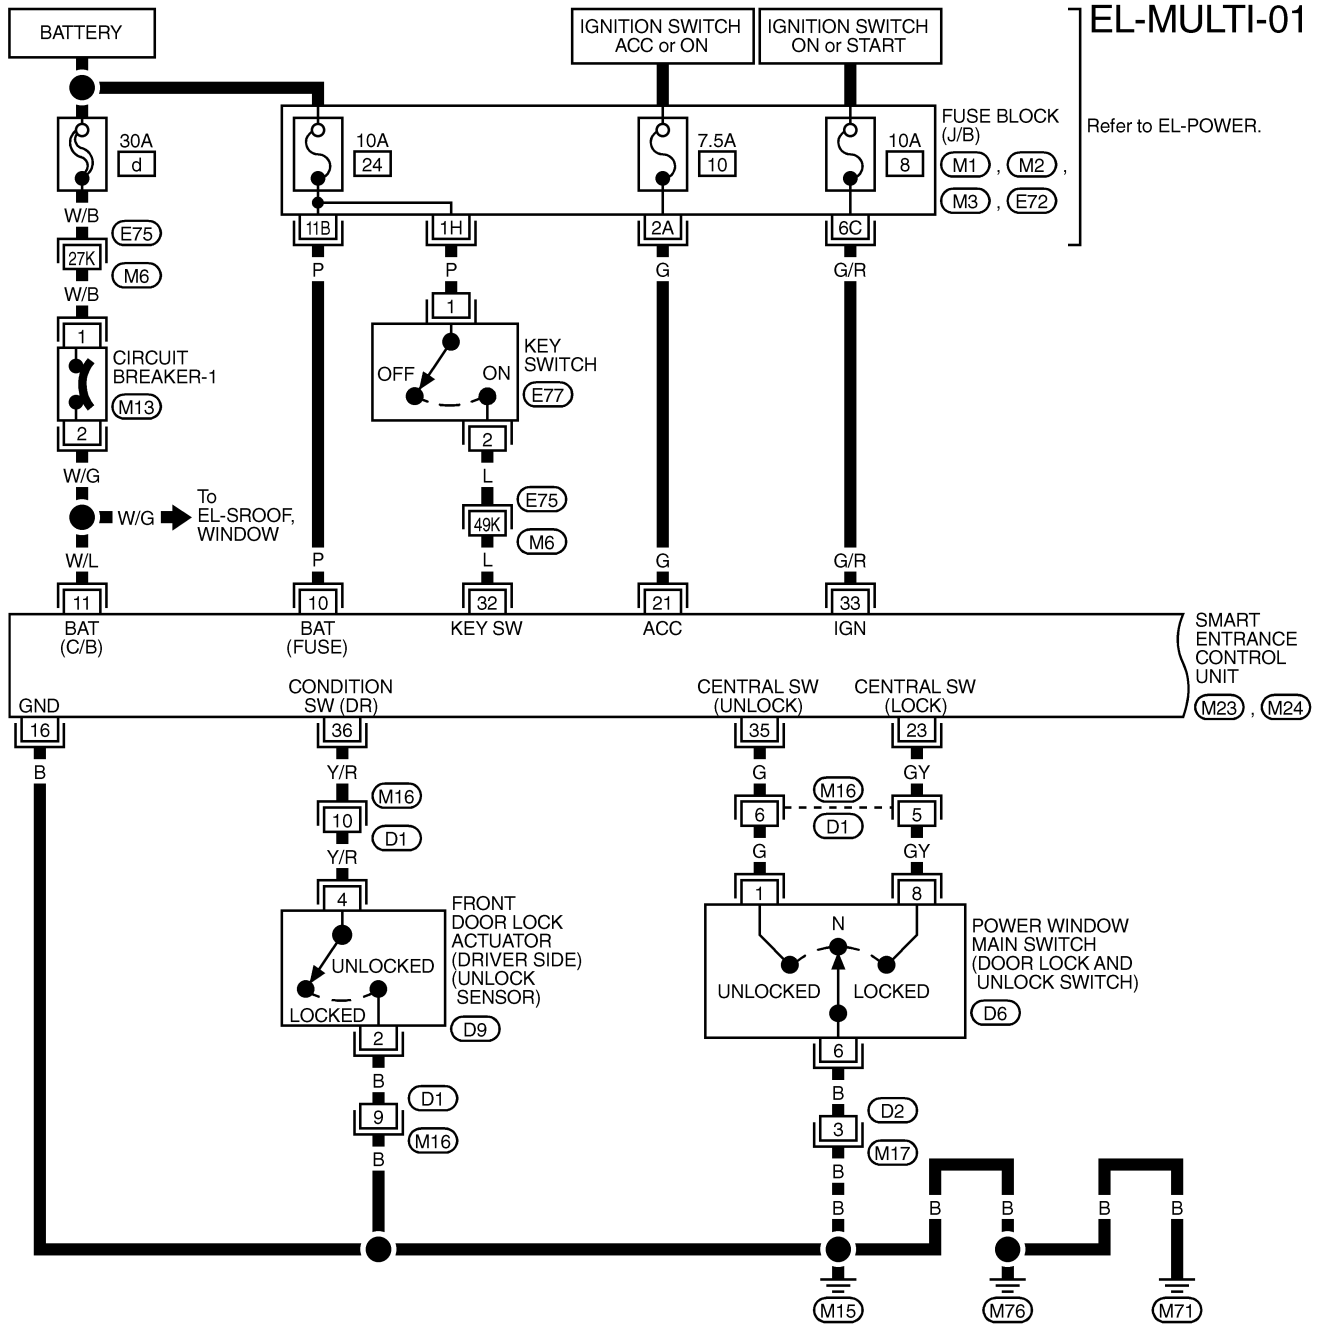 EL-MULTI-01
BATTERY
IGNITION SWITCH
ACC or ON
IGNITION SWITCH
ON or START
Refer to EL-POWER.
30A
d
10A
24
7.5A
10
10A
8
FUSE BLOCK
(J/B)
M1 , M2 ,
M3 , E72
W/B
E75
27K
M6
W/B
11B
1H
2A
6C
P
P
G
G/R
1
CIRCUIT
BREAKER-1
M13
2
1
OFF
ON
KEY
SWITCH
E77
2
W/G
W/G
To
EL-SROOF,
WINDOW
W/L
L
E75
49K
M6
L
P
G
G/R
11
10
32
21
33
BAT
(C/B)
BAT
(FUSE)
KEY SW
ACC
IGN
SMART
ENTRANCE
CONTROL
UNIT
M23 , M24
GND
CONDITION
SW (DR)
CENTRAL SW
(UNLOCK)
CENTRAL SW
(LOCK)
16
36
35
23
B
Y/R
G
GY
M16
10
D1
Y/R
M16
6
5
D1
G
GY
4
1
8
UNLOCKED
LOCKED
FRONT
DOOR LOCK
ACTUATOR
(DRIVER SIDE)
(UNLOCK
SENSOR)
D9
N
UNLOCKED
LOCKED
POWER WINDOW
MAIN SWITCH
(DOOR LOCK AND
UNLOCK SWITCH)
D6
2
6
B
D1
9
M16
B
B
D2
3
M17
B
B
B
B
B
B
M15
M76
M71